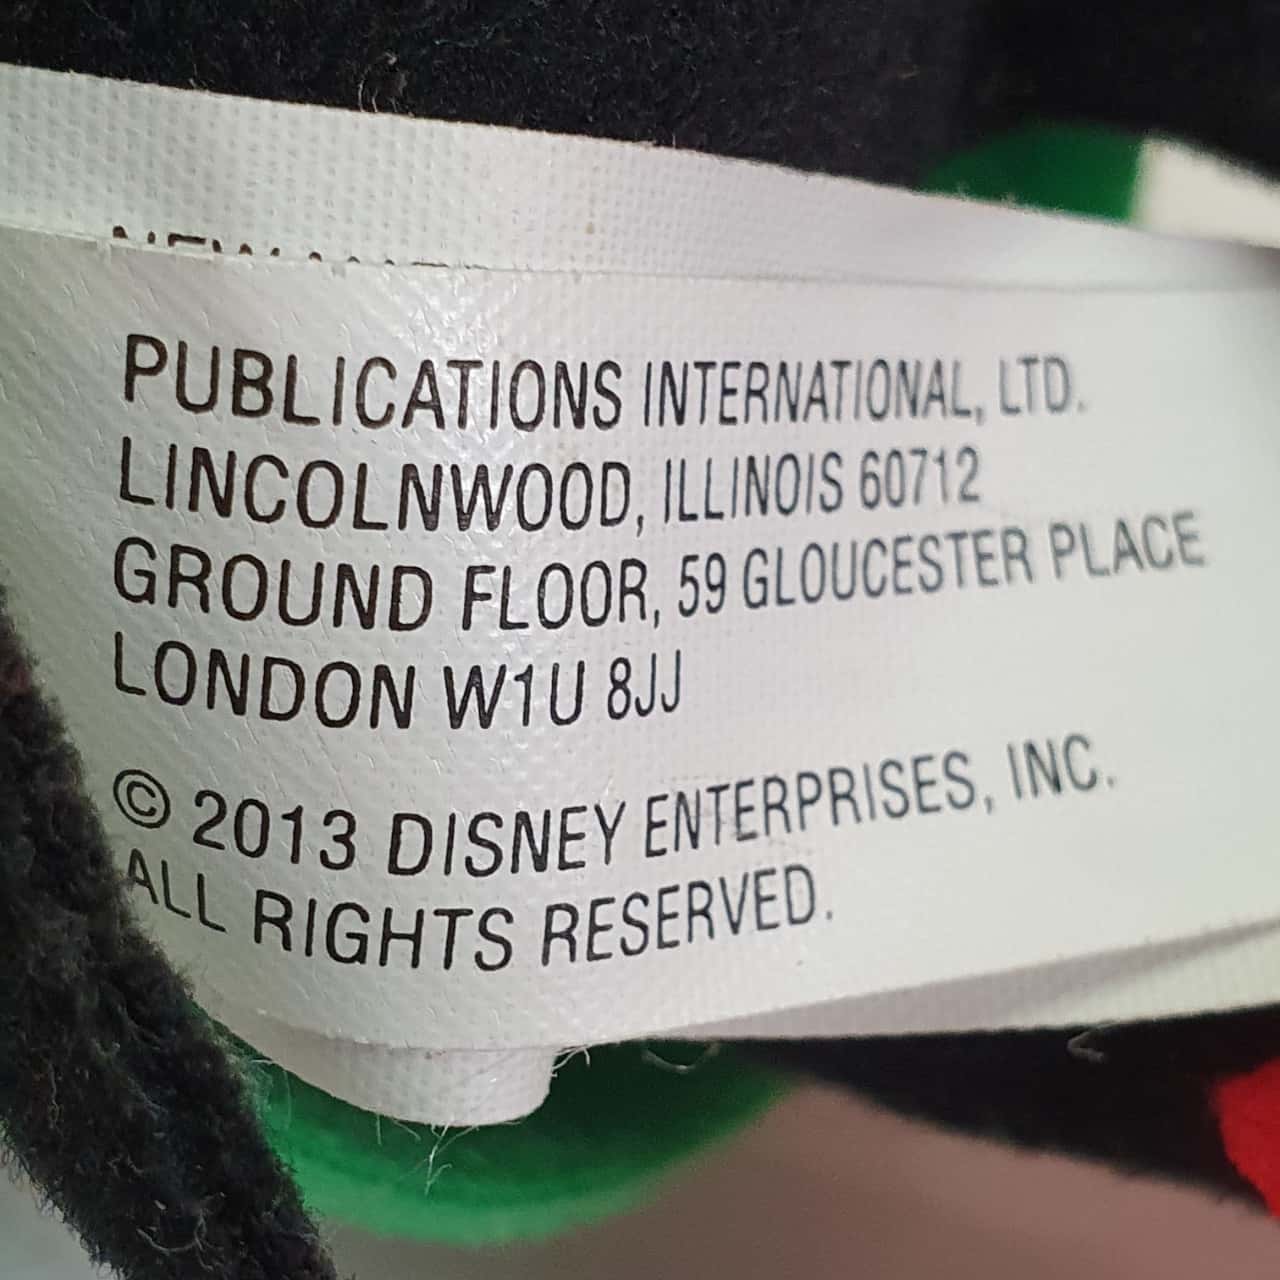 PUBLICATIONS INTERNATIONAL, LTD.
LINCOLNWOOD, ILLINOIS 60712
GROUND FLOOR, 59 GLOUCESTER PLACE
LONDON W1U 8JJ
© 2013 DISNEY ENTERPRISES, INC.
ALL RIGHTS RESERVED.